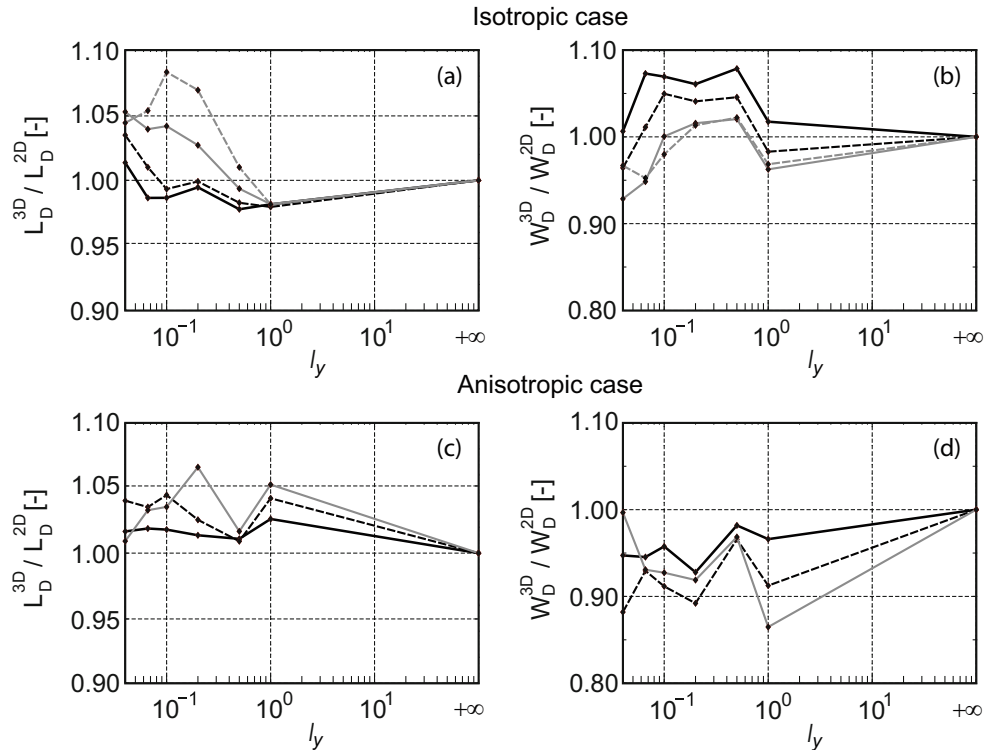 Isotropic case
(a)
L_D^{3D} / L_D^{2D} [-]
1.10
1.05
1.00
0.95
0.90
10^{-1} 10^0 10^1 +∞
l_y
(b)
W_D^{3D} / W_D^{2D} [-]
1.10
1.00
0.90
0.80
10^{-1} 10^0 10^1 +∞
l_y
Anisotropic case
(c)
L_D^{3D} / L_D^{2D} [-]
1.10
1.05
1.00
0.95
0.90
10^{-1} 10^0 10^1 +∞
l_y
(d)
W_D^{3D} / W_D^{2D} [-]
1.10
1.00
0.90
0.80
10^{-1} 10^0 10^1 +∞
l_y